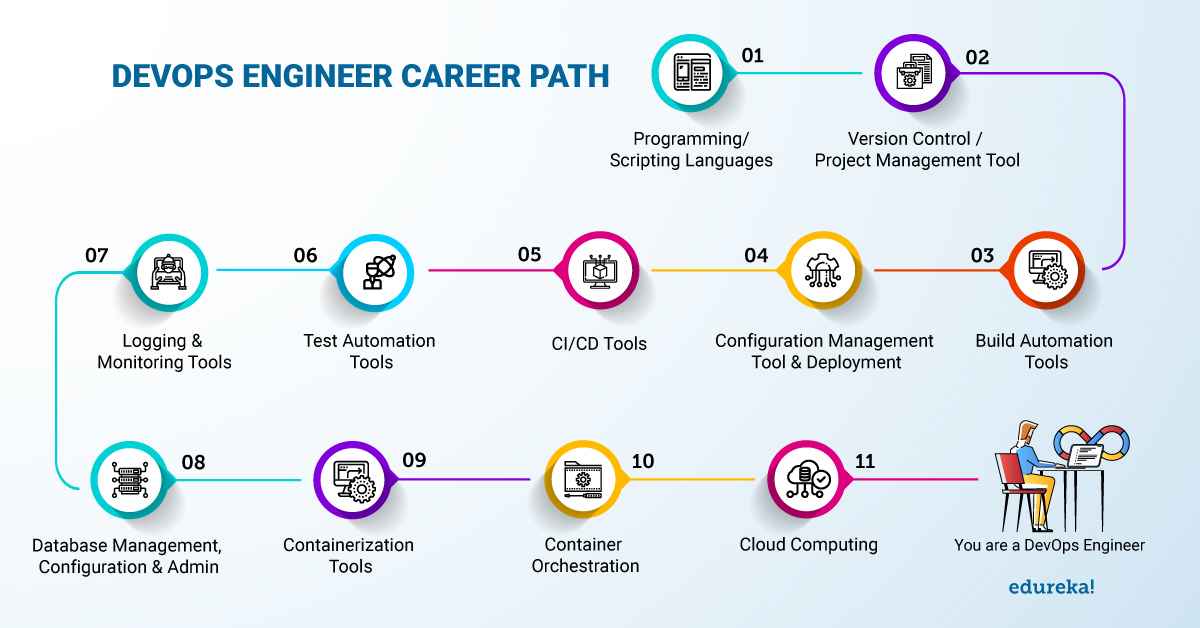 DEVOPS ENGINEER CAREER PATH
01
Programming/
Scripting Languages
02
Version Control /
Project Management Tool
03
Build Automation
Tools
04
Configuration Management
Tool & Deployment
05
CI/CD Tools
06
Test Automation
Tools
07
Logging &
Monitoring Tools
08
Database Management,
Configuration & Admin
09
Containerization
Tools
10
Container
Orchestration
11
Cloud Computing
You are a DevOps Engineer
edureka!